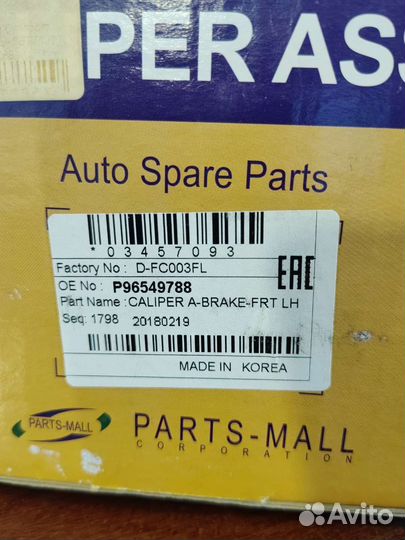 PER ASS
Auto Spare Parts
*03457093
Factory No : D-FC003FL
EAC
OE No : P96549788
Part Name :CALIPER A-BRAKE-FRT LH
Seq: 1798 20180219
MADE IN KOREA
PARTS-MALL
PARTS-MALL
CORPORATION
Avito